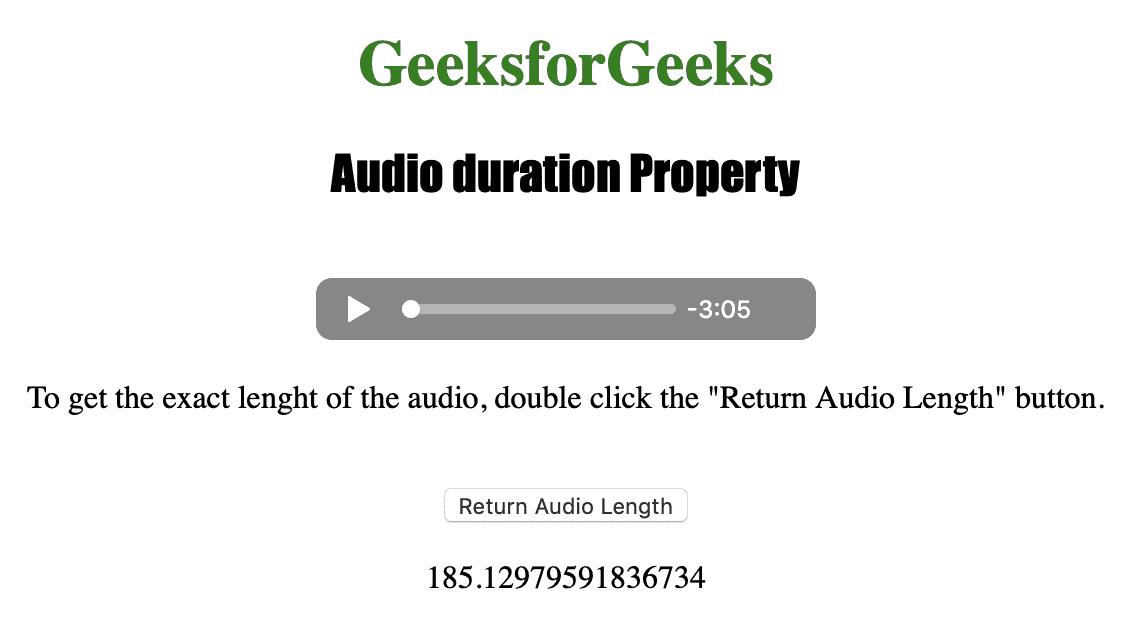 GeeksforGeeks
Audio duration Property
-3:05
To get the exact lenght of the audio, double click the "Return Audio Length" button.
Return Audio Length
185.12979591836734